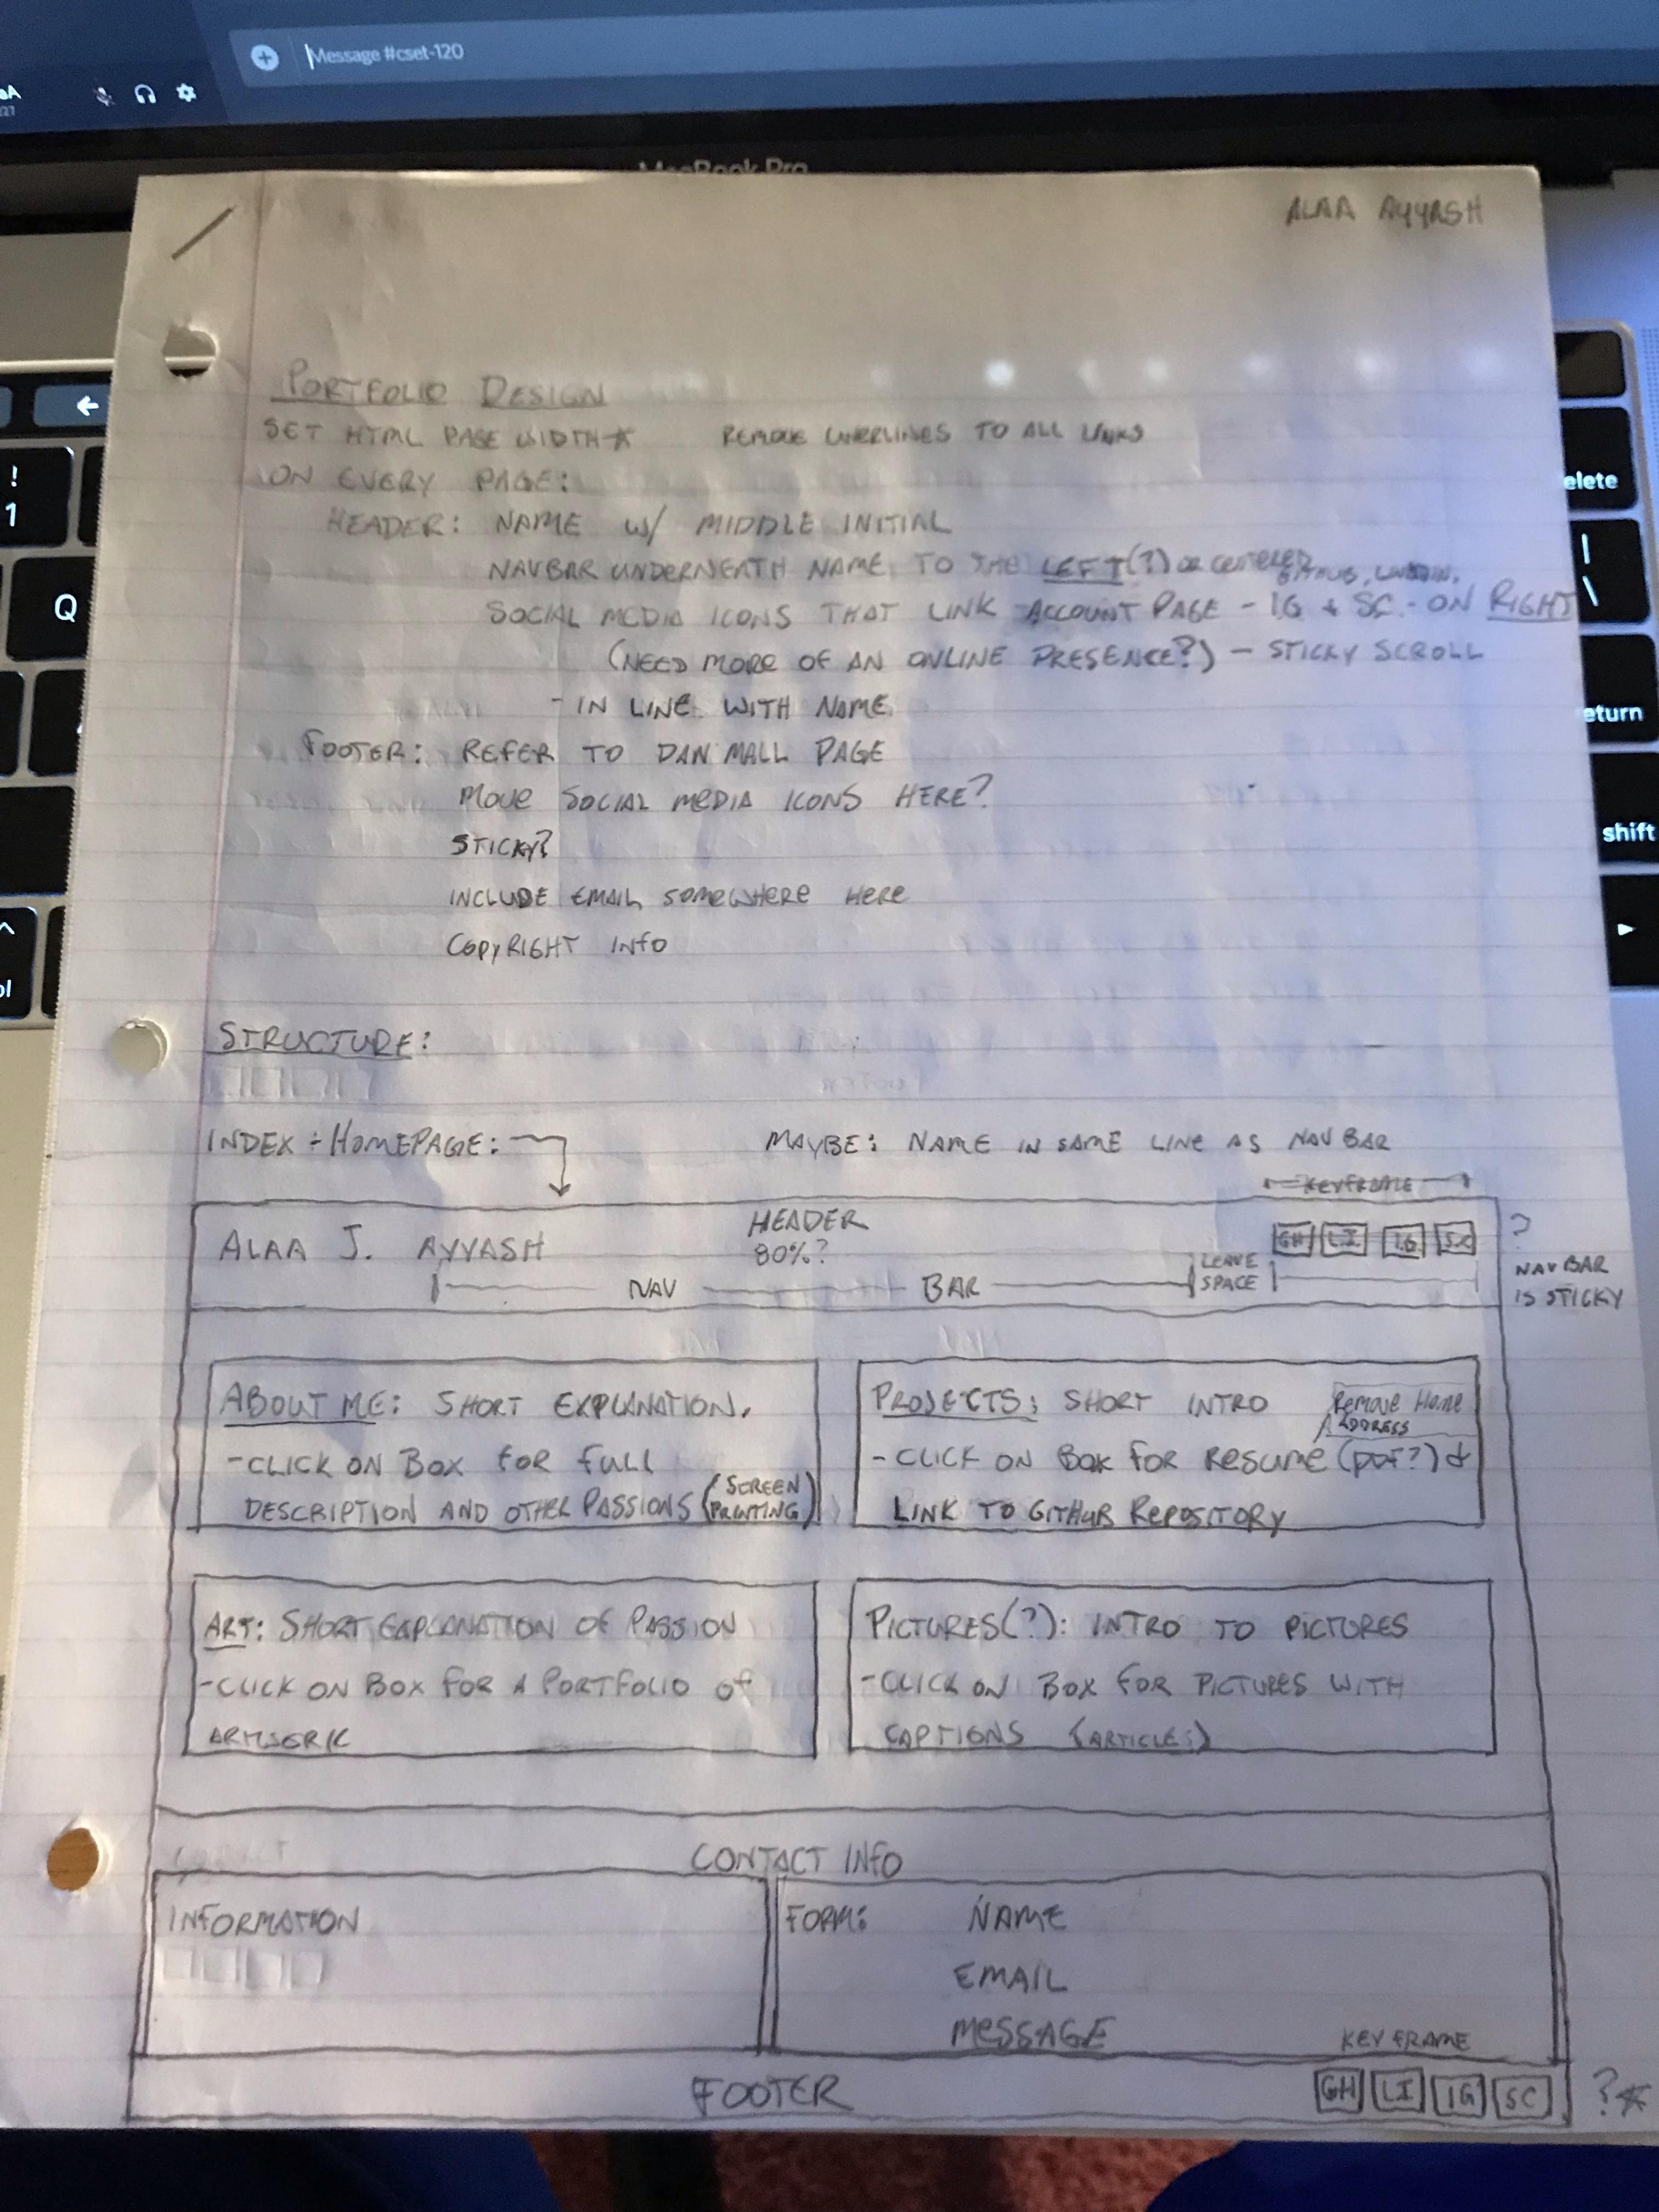 Message #cset-120
MacBook Pro
ALAA AYYASH
PORTFOLIO DESIGN
SET HTML PAGE WIDTH* REMOVE UNERLINES TO ALL LINKS
ON EVERY PAGE:
HEADER: NAME W/ MIDDLE INITIAL
NAVBAR UNDERNEATH NAME TO THE LEFT(?) OR CENTERED
GITHUB, LINKDIN,
SOCIAL MEDIA ICONS THAT LINK ACCOUNT PAGE - IG + SC - ON RIGHT
(NEED MORE OF AN ONLINE PRESENCE?) - STICKY SCROLL
- IN LINE WITH NAME
FOOTER: REFER TO DAN MALL PAGE
MOVE SOCIAL MEDIA ICONS HERE?
STICKY?
INCLUDE EMAIL SOMEWHERE HERE
COPYRIGHT INFO
STRUCTURE:
INDEX - HOMEPAGE: MAYBE: NAME IN SAME LINE AS NAV BAR
KEYFRAME
ALAA J. AYYASH HEADER GH LI IG SC ?
80%?
NAV BAR LEAVE SPACE
NAVBAR IS STICKY
ABOUT ME: SHORT EXPLANATION.
-CLICK ON BOX FOR FULL
DESCRIPTION AND OTHER PASSIONS (SCREEN PRINTING)
PROJECTS: SHORT INTRO Remove Home ADDRESS
- CLICK ON BOX FOR RESUME (PDF?) &
LINK TO GITHUB REPOSITORY
ART: SHORT EXPLANATION OF PASSION
-CLICK ON BOX FOR A PORTFOLIO OF
ARTWORK
PICTURES(?): INTRO TO PICTURES
-CLICK ON BOX FOR PICTURES WITH
CAPTIONS (ARTICLES)
CONTACT INFO
INFORMATION
FORM: NAME
EMAIL
MESSAGE
KEYFRAME
FOOTER GH LI IG SC ?*
!
1
Q
elete
|
\
eturn
shift